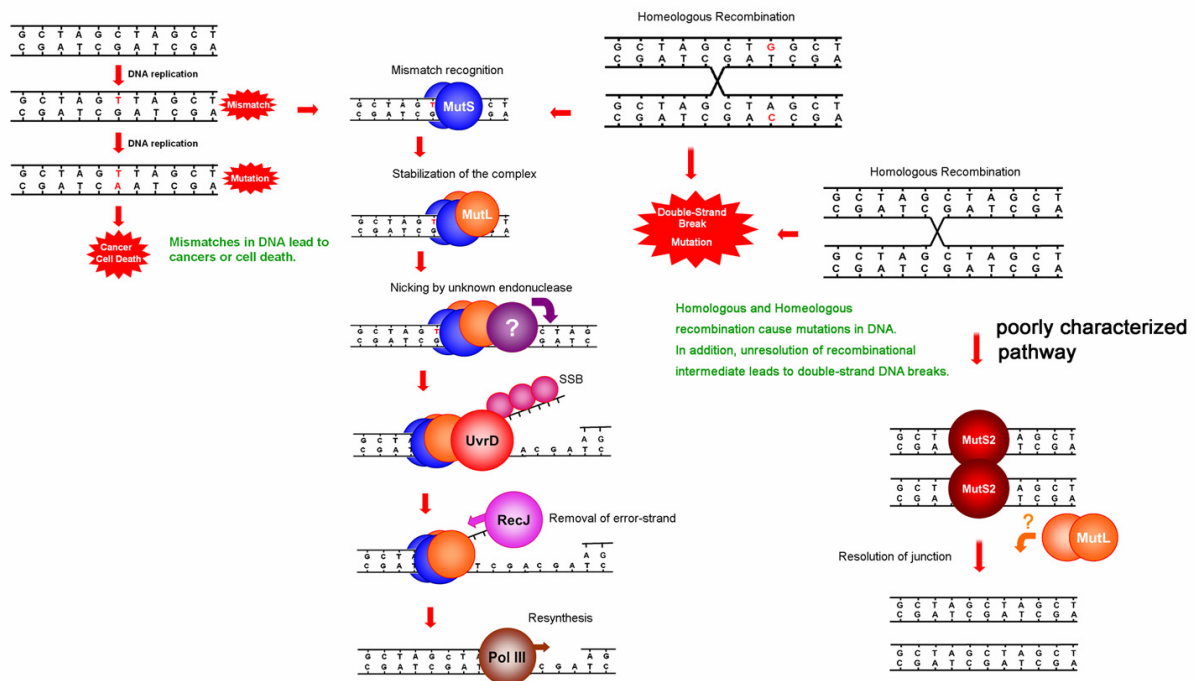 G C T A G C T A G C T
C G A T C G A T C G A
DNA replication
G C T A G T T A G C T
C G A T C G A T C G A
Mismatch
DNA replication
G C T A G T T A G C T
C G A T C A A T C G A
Mutation
Cancer
Cell Death
Mismatches in DNA lead to
cancers or cell death.
Mismatch recognition
G C T A G T C T
C G A T C G G A
MutS
Stabilization of the complex
G C T A G T T
C G A T C G A
MutL
Nicking by unknown endonuclease
G C T A G T C T A G
C G A T C G G A T C
?
SSB
G C T A A G
C G A T A C G A T C
UvrD
RecJ
Removal of error-strand
G C T A A G
C G A T T C G A C G A T C
Resynthesis
G C T A G C T A A G
C G A T C G A T C G A T C
Pol III
Homeologous Recombination
G C T A G C T G G C T
C G A T C G A T C G A
G C T A G C T A G C T
C G A T C G A C C G A
Double-Strand
Break
Mutation
Homologous Recombination
G C T A G C T A G C T
C G A T C G A T C G A
G C T A G C T A G C T
C G A T C G A T C G A
Homologous and Homeologous
recombination cause mutations in DNA.
In addition, unresolution of recombinational
intermediate leads to double-strand DNA breaks.
poorly characterized
pathway
G C T A G C T
C G A T C G A
MutS2
G C T A G C T
C G A T C G A
MutS2
?
MutL
Resolution of junction
G C T A G C T A G C T
C G A T C G A T C G A
G C T A G C T A G C T
C G A T C G A T C G A